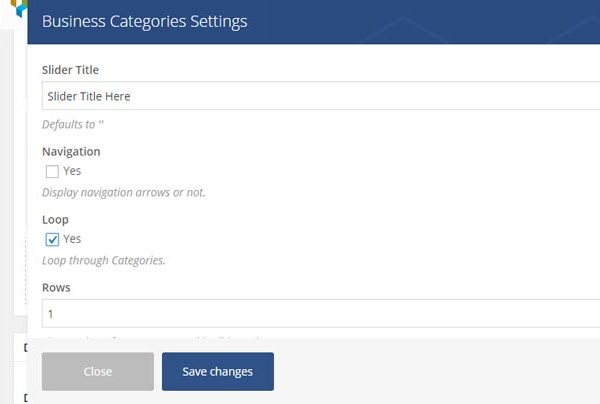 Business Categories Settings
Slider Title
Slider Title Here
Defaults to ''
Navigation
Yes
Display navigation arrows or not.
Loop
Yes
Loop through Categories.
Rows
1
Close
Save changes